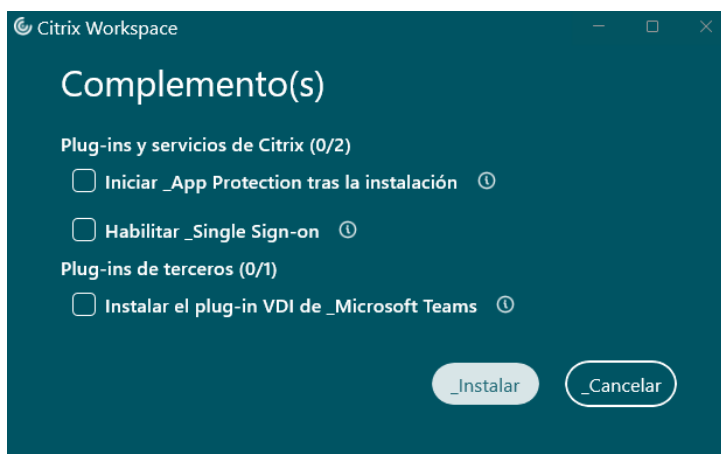 Citrix Workspace
Complemento(s)
Plug-ins y servicios de Citrix (0/2)
Iniciar _App Protection tras la instalación
Habilitar _Single Sign-on
Plug-ins de terceros (0/1)
Instalar el plug-in VDI de _Microsoft Teams
_Instalar
_Cancelar